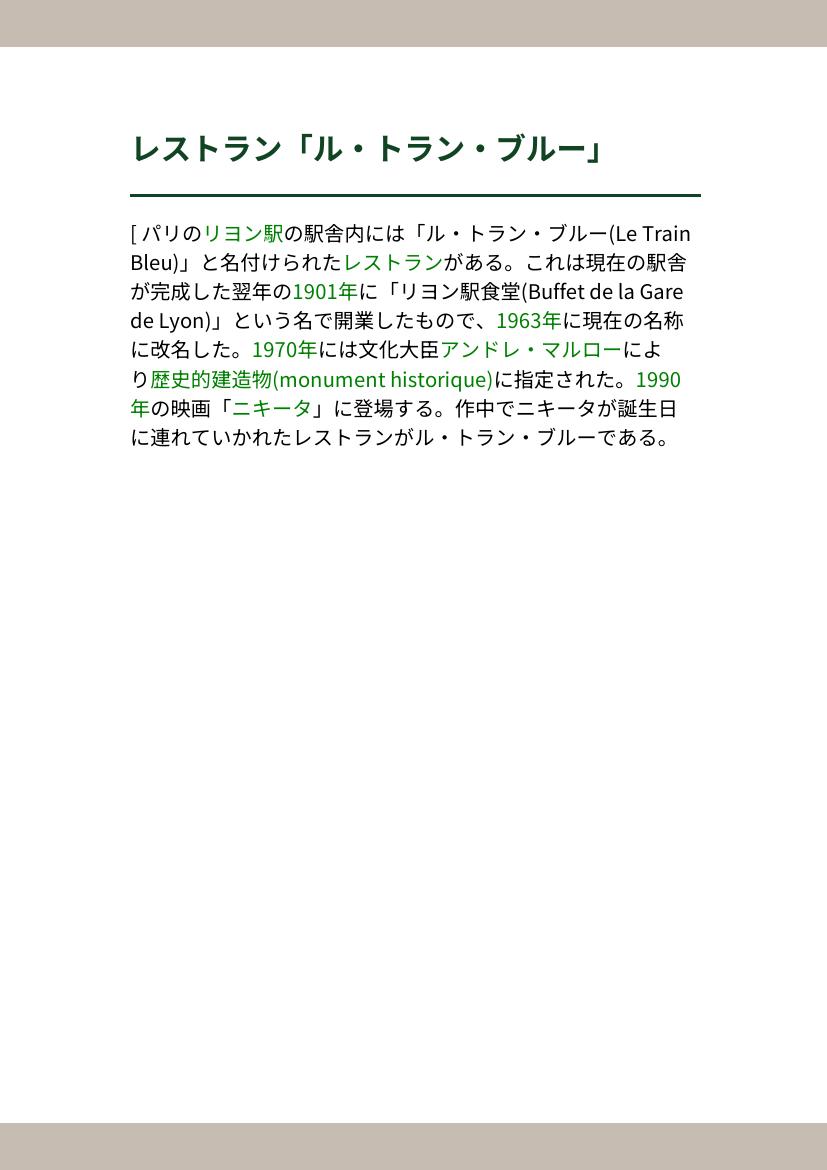 レストラン「ル・トラン・ブルー」
[ パリのリヨン駅の駅舎内には「ル・トラン・ブルー(Le Train
Bleu)」と名付けられたレストランがある。これは現在の駅舎
が完成した翌年の1901年に「リヨン駅食堂(Buffet de la Gare
de Lyon)」という名で開業したもので、1963年に現在の名称
に改名した。1970年には文化大臣アンドレ・マルローによ
り歴史的建造物(monument historique)に指定された。1990
年の映画「ニキータ」に登場する。作中でニキータが誕生日
に連れていかれたレストランがル・トラン・ブルーである。